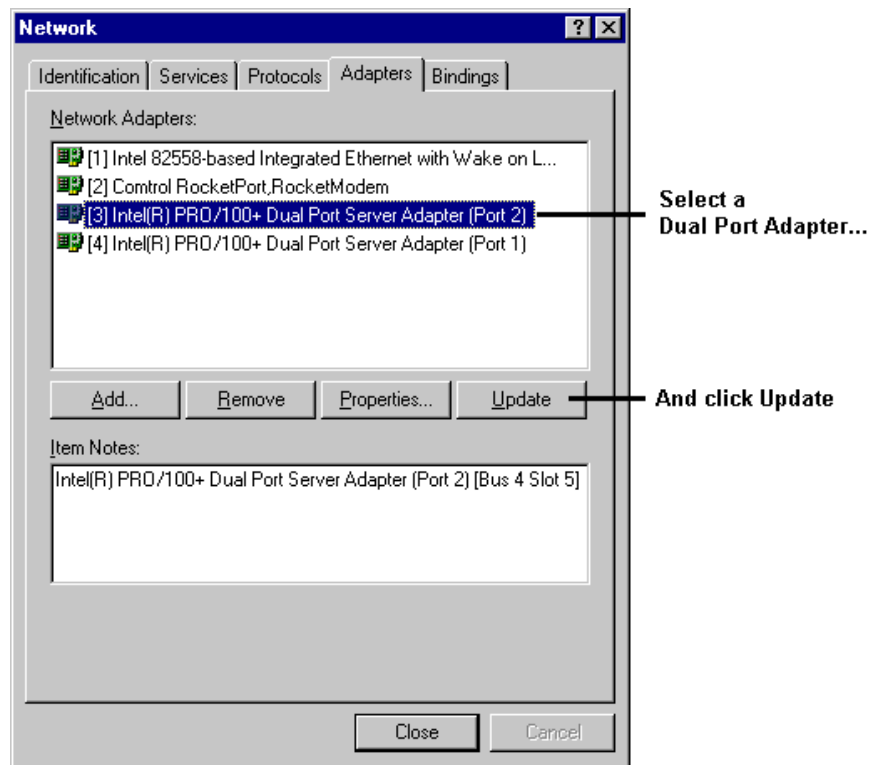 Network
Identification Services Protocols Adapters Bindings
Network Adapters:
[1] Intel 82558-based Integrated Ethernet with Wake on L...
[2] Comtrol RocketPort,RocketModem
[3] Intel(R) PRO/100+ Dual Port Server Adapter (Port 2)
[4] Intel(R) PRO/100+ Dual Port Server Adapter (Port 1)
Select a
Dual Port Adapter...
Add... Remove Properties... Update
And click Update
Item Notes:
Intel(R) PRO/100+ Dual Port Server Adapter (Port 2) [Bus 4 Slot 5]
Close Cancel